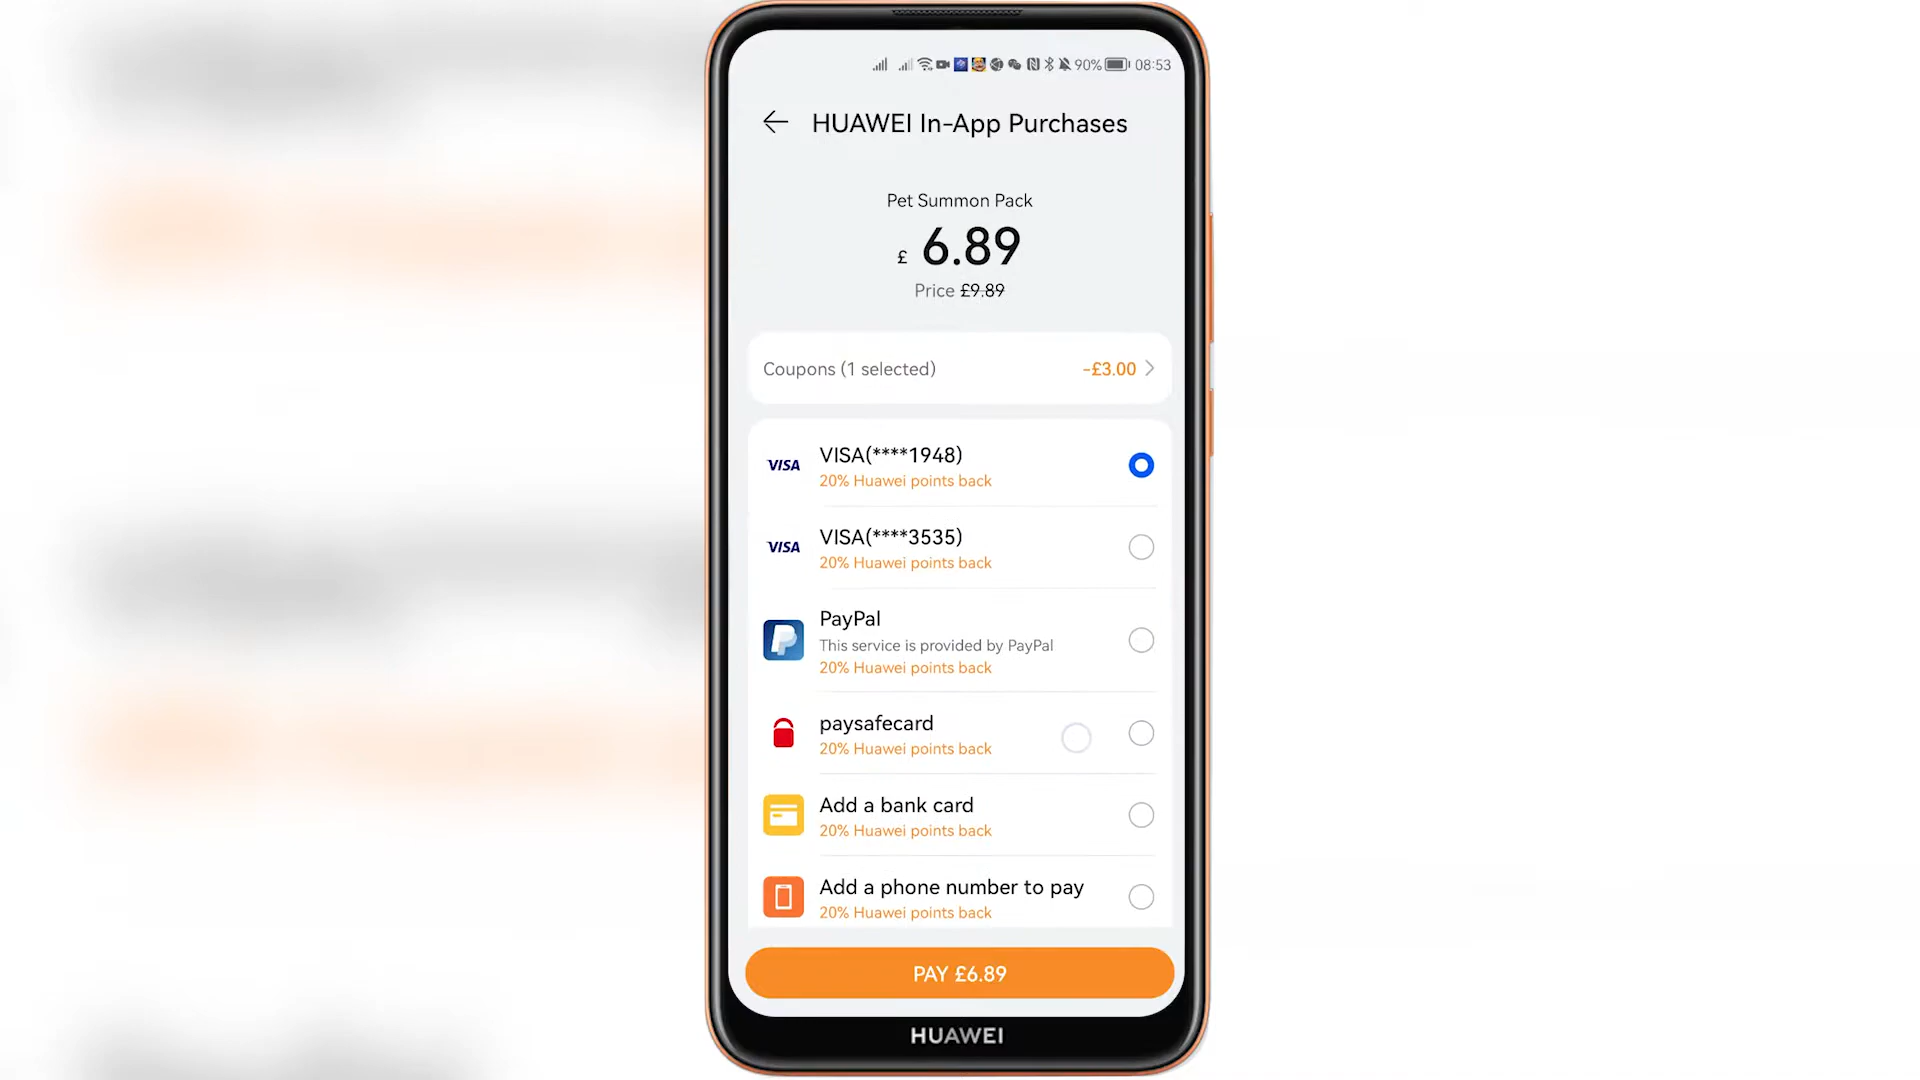 90% 08:53
HUAWEI In-App Purchases
Pet Summon Pack
£ 6.89
Price £9.89
Coupons (1 selected) -£3.00
VISA VISA(****1948)
20% Huawei points back
VISA VISA(****3535)
20% Huawei points back
PayPal
This service is provided by PayPal
20% Huawei points back
paysafecard
20% Huawei points back
Add a bank card
20% Huawei points back
Add a phone number to pay
20% Huawei points back
PAY £6.89
HUAWEI